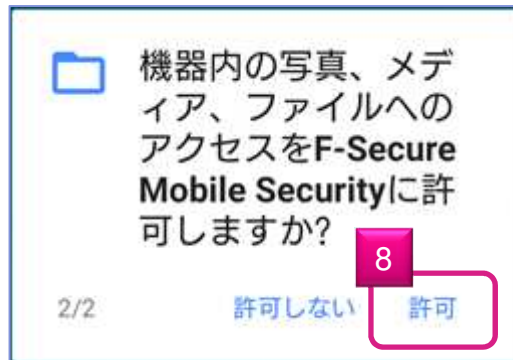 機器内の写真、メデ
ィア、ファイルへの
アクセスをF-Secure
Mobile Securityに許
可しますか?
8
2/2 許可しない 許可